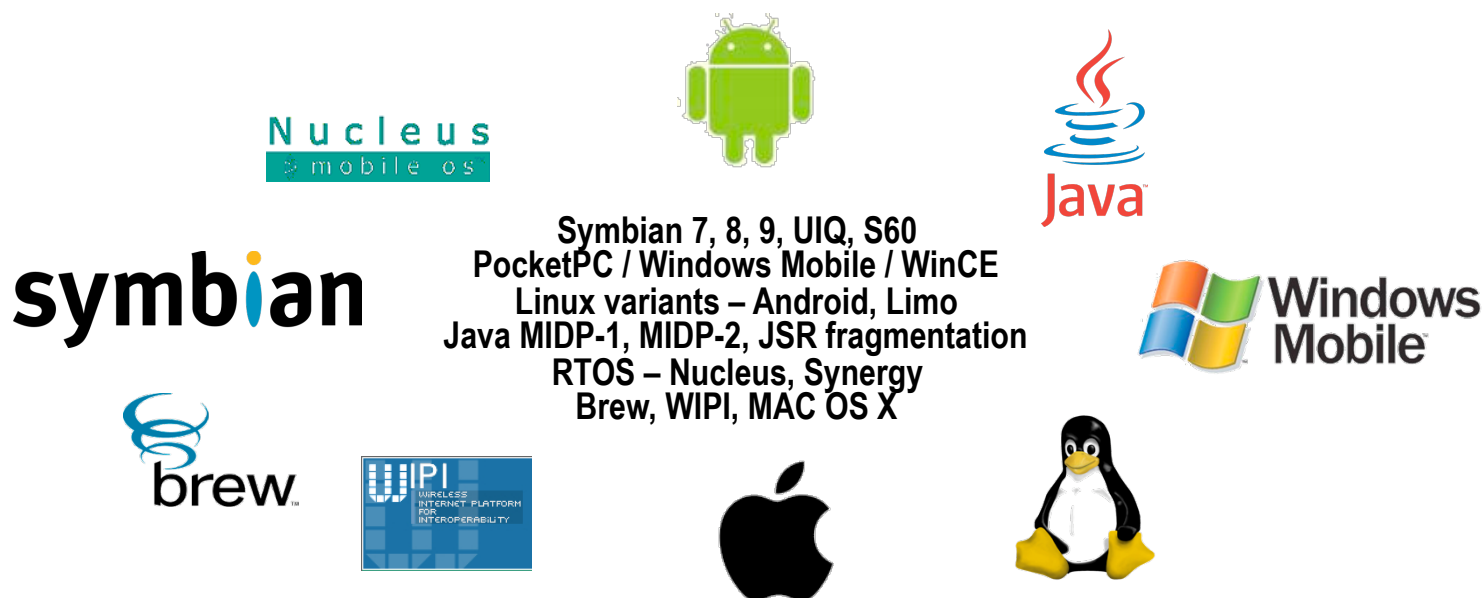 Nucleus
mobile os
Java™
Symbian 7, 8, 9, UIQ, S60
PocketPC / Windows Mobile / WinCE
Linux variants – Android, Limo
Java MIDP-1, MIDP-2, JSR fragmentation
RTOS – Nucleus, Synergy
Brew, WIPI, MAC OS X
symbian
Windows
Mobile
brew™
WIPI
WIRELESS
INTERNET PLATFORM
FOR
INTEROPERABILITY